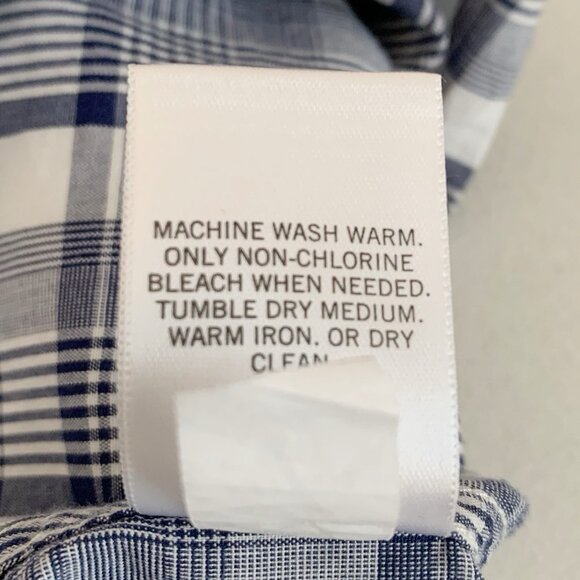 MACHINE WASH WARM.
ONLY NON-CHLORINE
BLEACH WHEN NEEDED.
TUMBLE DRY MEDIUM.
WARM IRON. OR DRY
CLEAN.